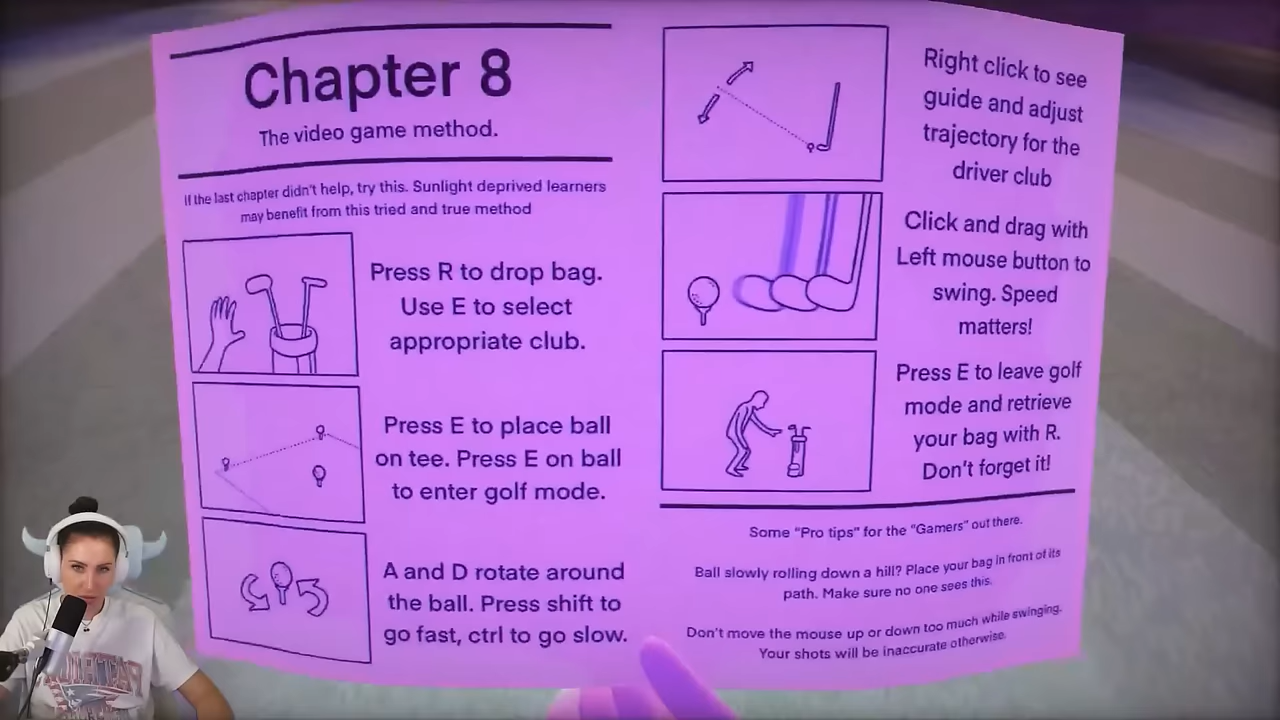 Chapter 8
The video game method.
If the last chapter didn't help, try this. Sunlight deprived learners
may benefit from this tried and true method
Press R to drop bag.
Use E to select
appropriate club.
Press E to place ball
on tee. Press E on ball
to enter golf mode.
A and D rotate around
the ball. Press shift to
go fast, ctrl to go slow.
Right click to see
guide and adjust
trajectory for the
driver club
Click and drag with
Left mouse button to
swing. Speed
matters!
Press E to leave golf
mode and retrieve
your bag with R.
Don't forget it!
Some "Pro tips" for the "Gamers" out there.
Ball slowly rolling down a hill? Place your bag in front of its
path. Make sure no one sees this.
Don't move the mouse up or down too much while swinging.
Your shots will be inaccurate otherwise.